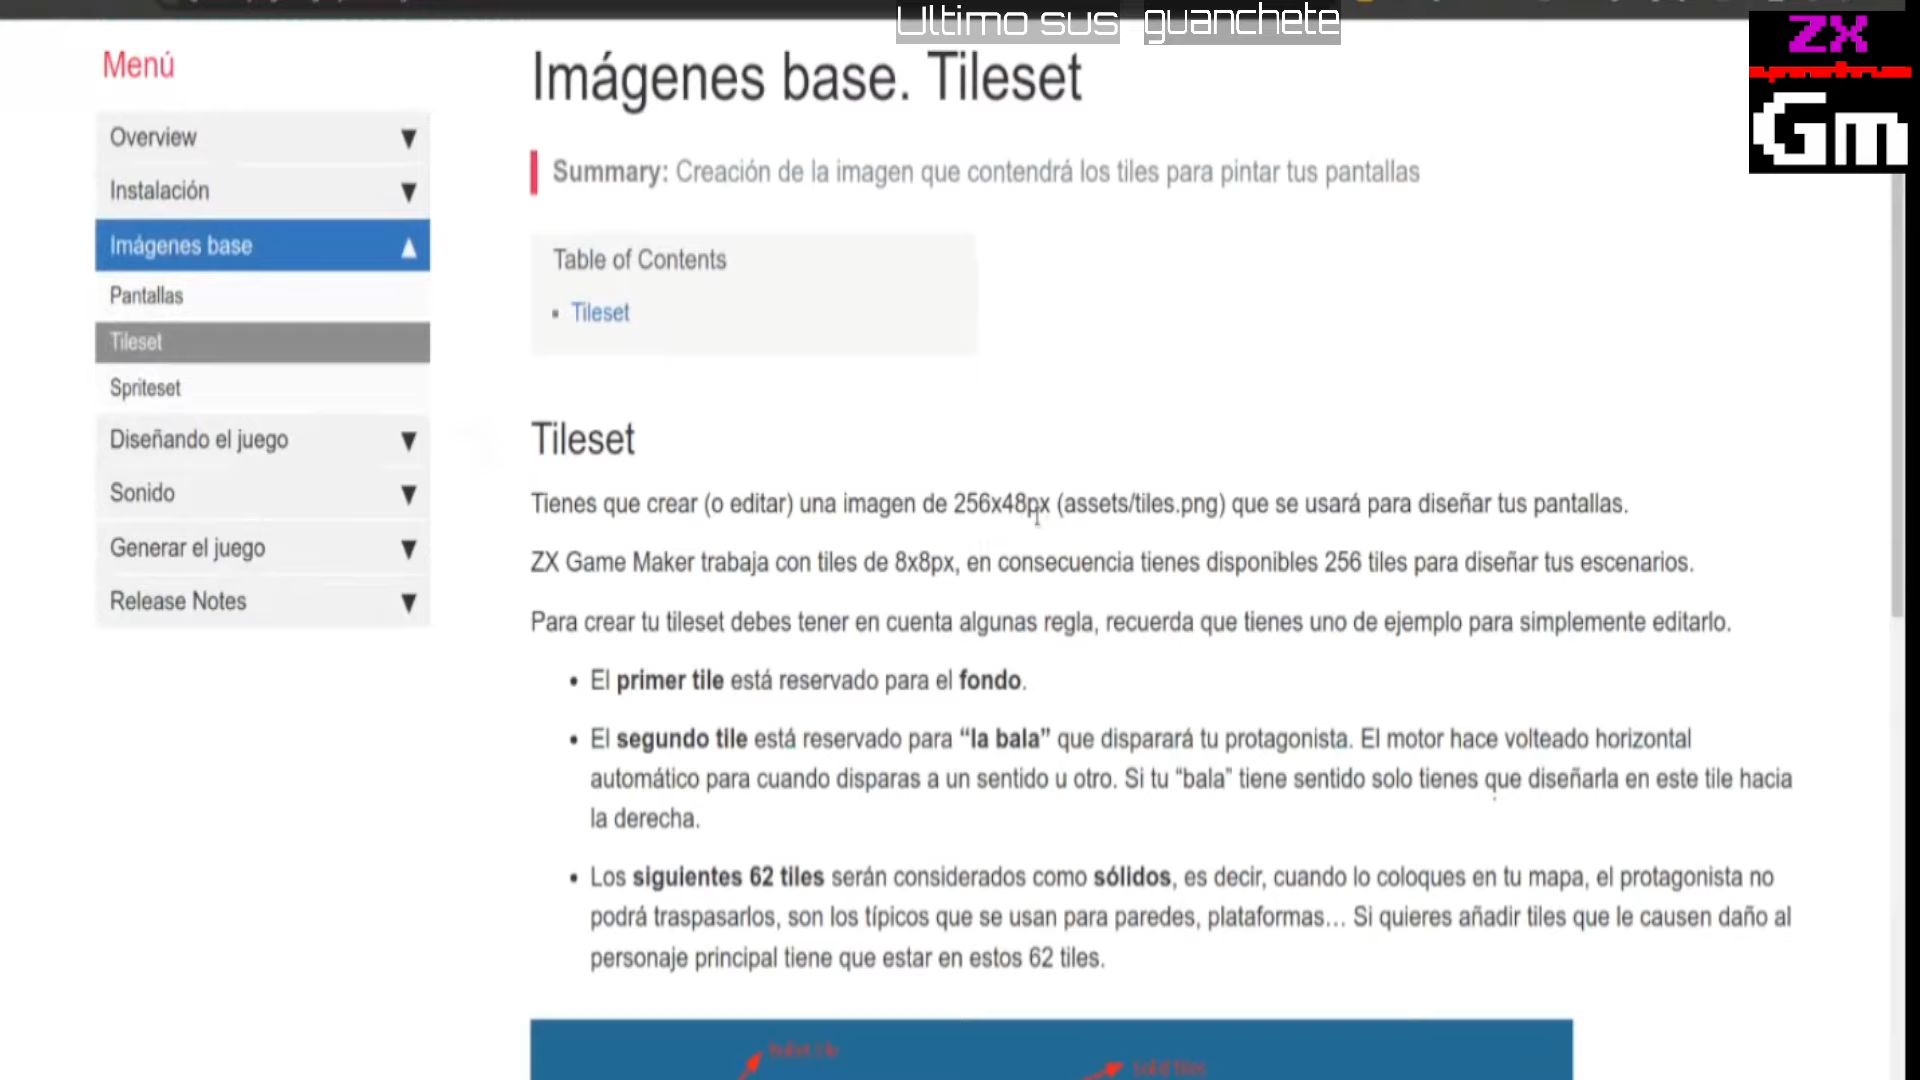 Ultimo sus guanchete
ZX
Gm
Menú
Overview
Instalación
Imágenes base
Pantallas
Tileset
Spriteset
Diseñando el juego
Sonido
Generar el juego
Release Notes
Imágenes base. Tileset
Summary: Creación de la imagen que contendrá los tiles para pintar tus pantallas
Table of Contents
Tileset
Tileset
Tienes que crear (o editar) una imagen de 256x48px (assets/tiles.png) que se usará para diseñar tus pantallas.
ZX Game Maker trabaja con tiles de 8x8px, en consecuencia tienes disponibles 256 tiles para diseñar tus escenarios.
Para crear tu tileset debes tener en cuenta algunas regla, recuerda que tienes uno de ejemplo para simplemente editarlo.
El primer tile está reservado para el fondo.
El segundo tile está reservado para “la bala” que disparará tu protagonista. El motor hace volteado horizontal
automático para cuando disparas a un sentido u otro. Si tu “bala” tiene sentido solo tienes que diseñarla en este tile hacia
la derecha.
Los siguientes 62 tiles serán considerados como sólidos, es decir, cuando lo coloques en tu mapa, el protagonista no
podrá traspasarlos, son los típicos que se usan para paredes, plataformas… Si quieres añadir tiles que le causen daño al
personaje principal tiene que estar en estos 62 tiles.
bullet tile
solid tiles